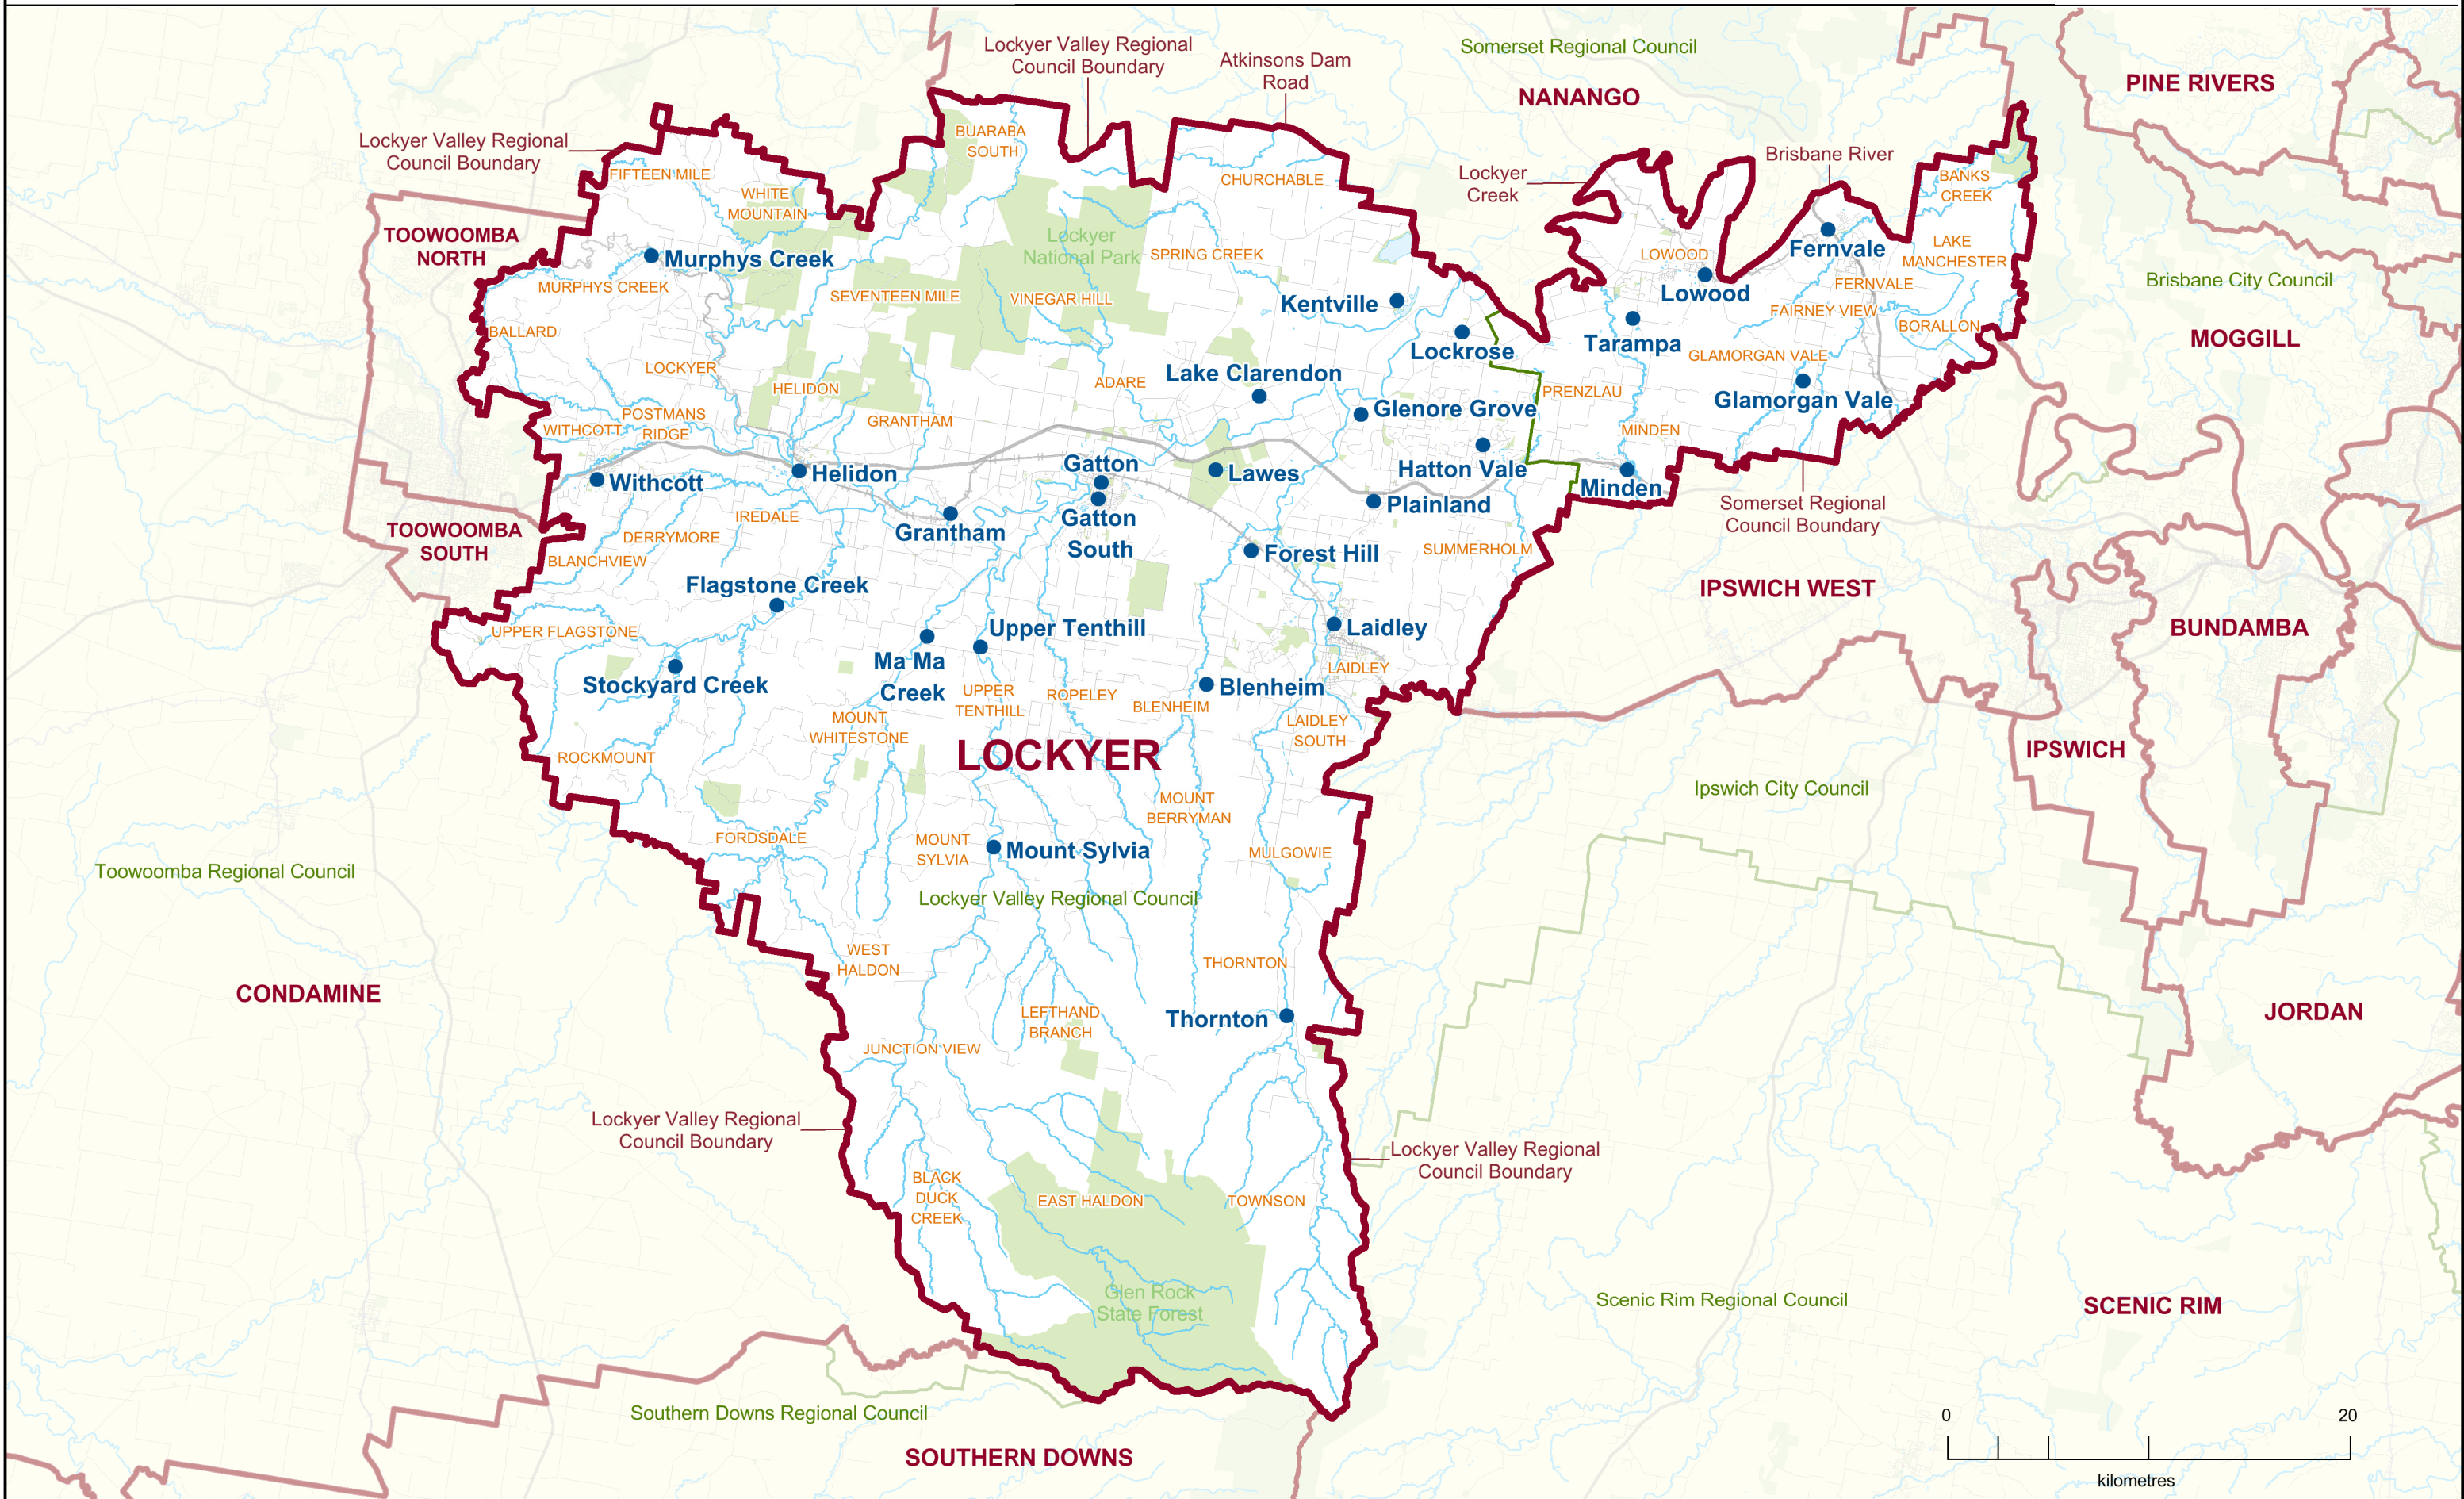 Lockyer Valley Regional
Council Boundary
Atkinsons Dam
Road
Somerset Regional Council
NANANGO
PINE RIVERS
Lockyer Valley Regional
Council Boundary
BUARABA
SOUTH
FIFTEEN MILE
WHITE
MOUNTAIN
CHURCHABLE
Lockyer
Creek
Brisbane River
BANKS
CREEK
TOOWOOMBA
NORTH
Murphys Creek
MURPHYS CREEK
Lockyer
National Park
SPRING CREEK
LOWOOD
Fernvale
LAKE
MANCHESTER
Brisbane City Council
SEVENTEEN MILE
VINEGAR HILL
Kentville
Lowood
FERNVALE
FAIRNEY VIEW
BORALLON
MOGGILL
BALLARD
Lockrose
Tarampa
GLAMORGAN VALE
LOCKYER
HELIDON
ADARE
Lake Clarendon
PRENZLAU
Glamorgan Vale
POSTMANS
RIDGE
WITHCOTT
GRANTHAM
Glenore Grove
MINDEN
Withcott
Helidon
Gatton
Lawes
Hatton Vale
Minden
Plainland
Somerset Regional
Council Boundary
Grantham
Gatton
South
IREDALE
TOOWOOMBA
SOUTH
DERRYMORE
BLANCHVIEW
Forest Hill
SUMMERHOLM
IPSWICH WEST
Flagstone Creek
UPPER FLAGSTONE
Upper Tenthill
Laidley
BUNDAMBA
Stockyard Creek
Ma Ma
Creek
LAIDLEY
UPPER
TENTHILL
ROPELEY
BLENHEIM
Blenheim
MOUNT
WHITESTONE
LAIDLEY
SOUTH
LOCKYER
ROCKMOUNT
IPSWICH
Ipswich City Council
MOUNT
BERRYMAN
FORDSDALE
MOUNT
SYLVIA
Mount Sylvia
MULGOWIE
Toowoomba Regional Council
Lockyer Valley Regional Council
WEST
HALDON
THORNTON
CONDAMINE
LEFTHAND
BRANCH
Thornton
JORDAN
JUNCTION VIEW
Lockyer Valley Regional
Council Boundary
Lockyer Valley Regional
Council Boundary
BLACK
DUCK
CREEK
EAST HALDON
TOWNSON
Glen Rock
State Forest
Scenic Rim Regional Council
SCENIC RIM
Southern Downs Regional Council
SOUTHERN DOWNS
0
20
kilometres